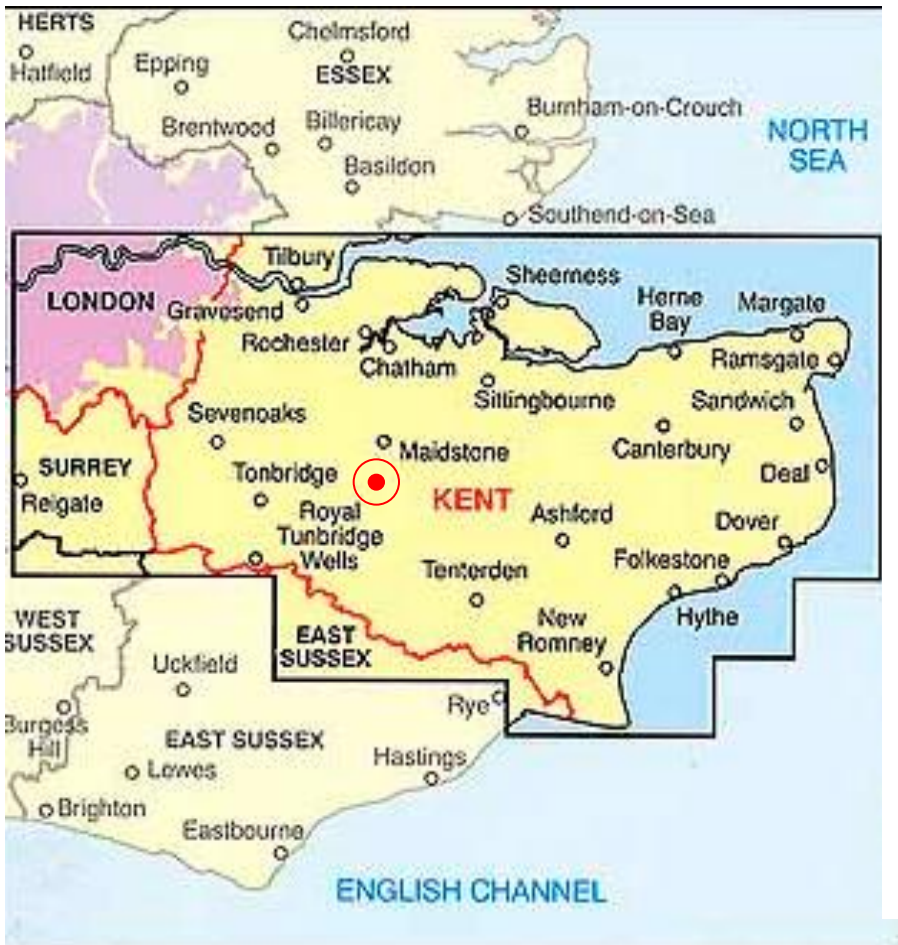 HERTS
Hatfield
Epping
Chelmsford
ESSEX
Brentwood
Billericay
Basildon
Burnham-on-Crouch
NORTH
SEA
Southend-on-Sea
Tilbury
LONDON
Gravesend
Rochester
Chatham
Sheerness
Herne
Bay
Margate
Ramsgate
Sittingbourne
Sandwich
Sevenoaks
Maidstone
Canterbury
SURREY
Reigate
Tonbridge
KENT
Deal
Royal
Tunbridge
Wells
Ashford
Dover
Tenterden
Folkestone
Hythe
New
Romney
WEST
SUSSEX
EAST
SUSSEX
Uckfield
Rye
Burgess
Hill
EAST SUSSEX
Lewes
Hastings
Brighton
Eastbourne
ENGLISH CHANNEL